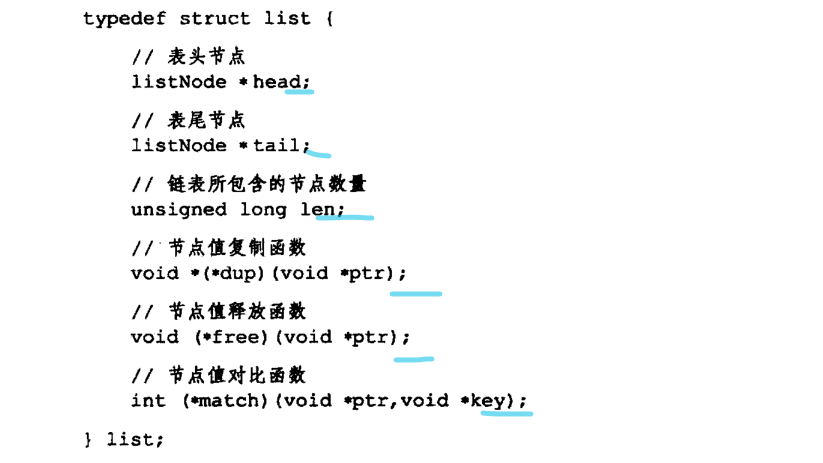 typedef struct list {
// 表头节点
listNode *head;
// 表尾节点
listNode *tail;
// 链表所包含的节点数量
unsigned long len;
// 节点值复制函数
void *(*dup)(void *ptr);
// 节点值释放函数
void (*free)(void *ptr);
// 节点值对比函数
int (*match)(void *ptr,void *key);
} list;